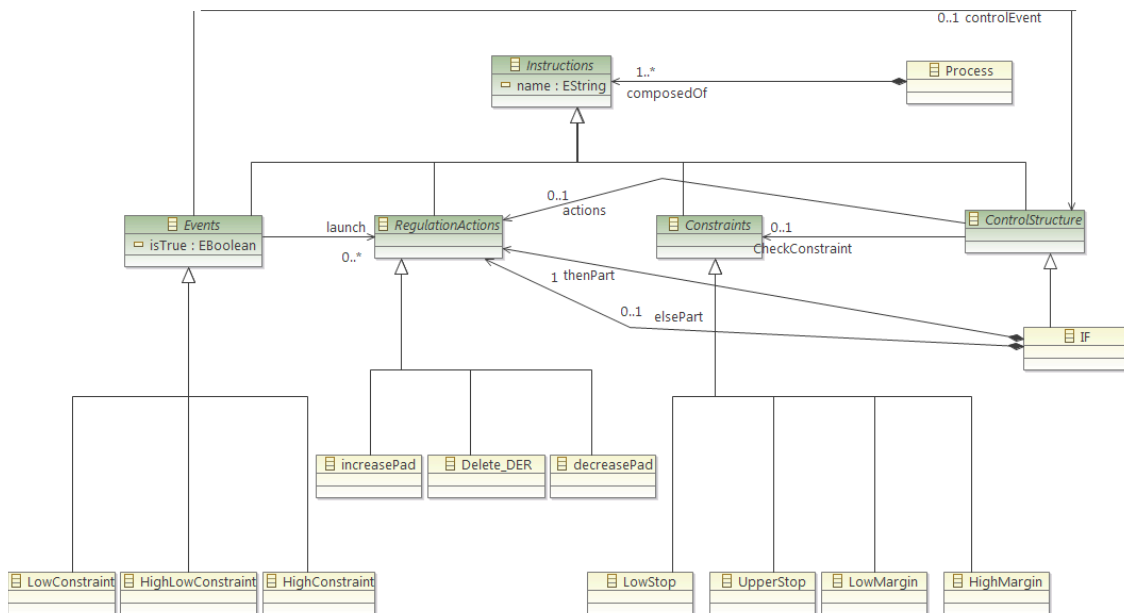 0..1 controlEvent
Instructions
name : EString
1..*
composedOf
Process
Events
isTrue : EBoolean
launch
0..*
RegulationActions
0..1
actions
Constraints
0..1
CheckConstraint
ControlStructure
1 thenPart
0..1 elsePart
IF
increasePad
Delete_DER
decreasePad
LowConstraint
HighLowConstraint
HighConstraint
LowStop
UpperStop
LowMargin
HighMargin